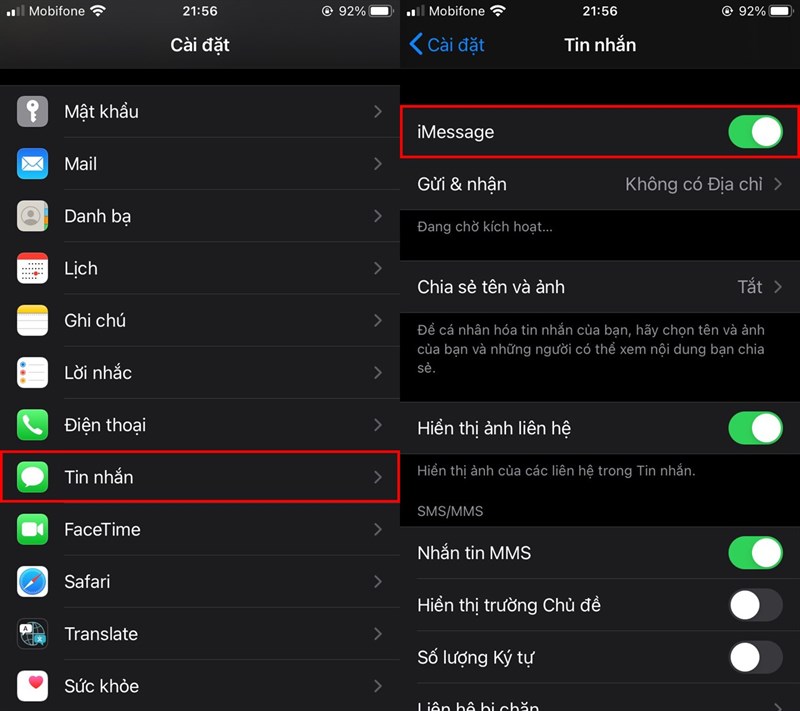 Mobifone
21:56
92%
Cài đặt
Mật khẩu
Mail
Danh bạ
Lịch
Ghi chú
Lời nhắc
Điện thoại
Tin nhắn
FaceTime
Safari
Translate
Sức khỏe
Mobifone
21:56
92%
Cài đặt
Tin nhắn
iMessage
Gửi & nhận
Không có Địa chỉ
Đang chờ kích hoạt...
Chia sẻ tên và ảnh
Tắt
Để cá nhân hóa tin nhắn của bạn, hãy chọn tên và ảnh
của bạn và những người có thể xem nội dung bạn chia
sẻ.
Hiển thị ảnh liên hệ
Hiển thị ảnh của các liên hệ trong Tin nhắn.
SMS/MMS
Nhắn tin MMS
Hiển thị trường Chủ đề
Số lượng Ký tự
Liên hệ bị chặn